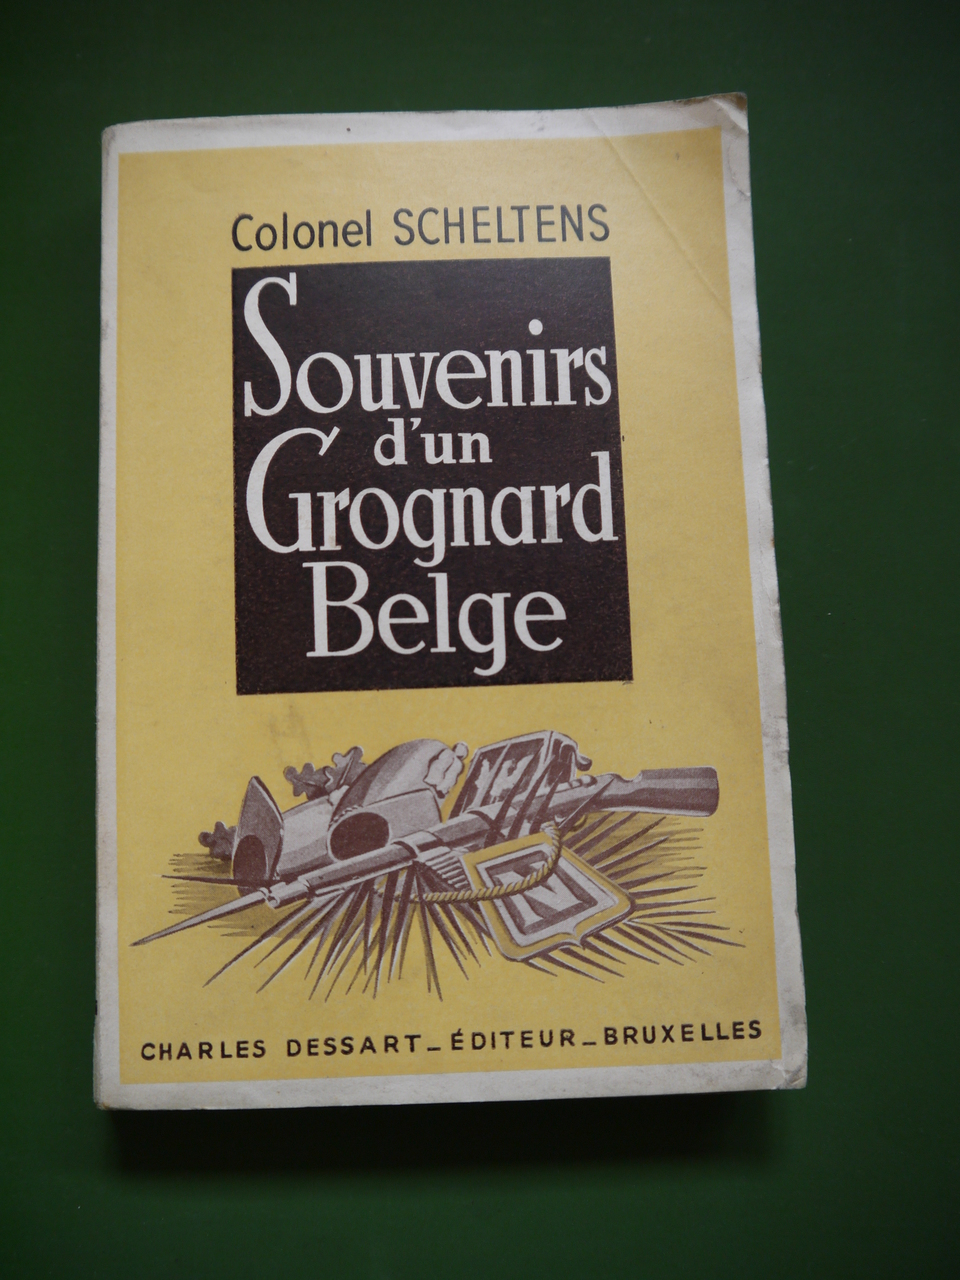 Colonel SCHELTENS
Souvenirs
d'un
Grognard
Belge
N
CHARLES DESSART_ÉDITEUR_BRUXELLES